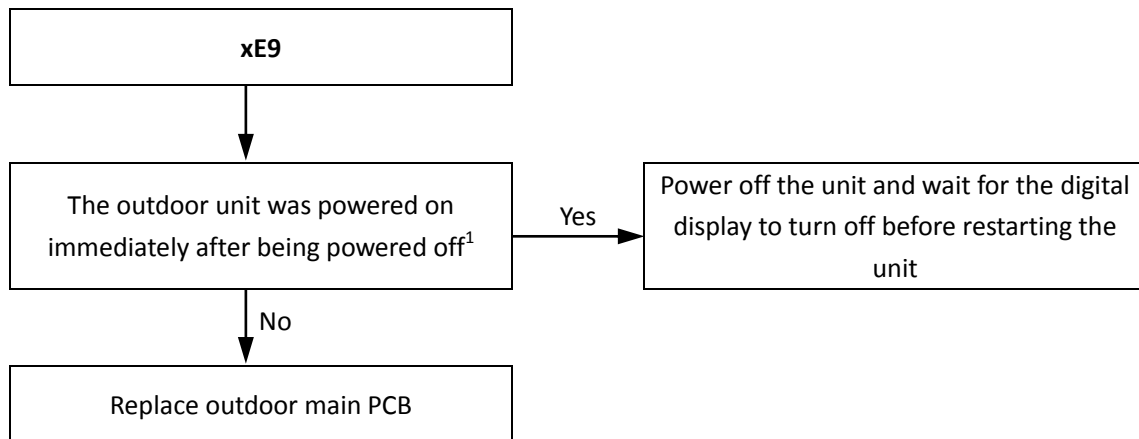 xE9
The outdoor unit was powered on
immediately after being powered off¹
Yes
Power off the unit and wait for the digital
display to turn off before restarting the
unit
No
Replace outdoor main PCB